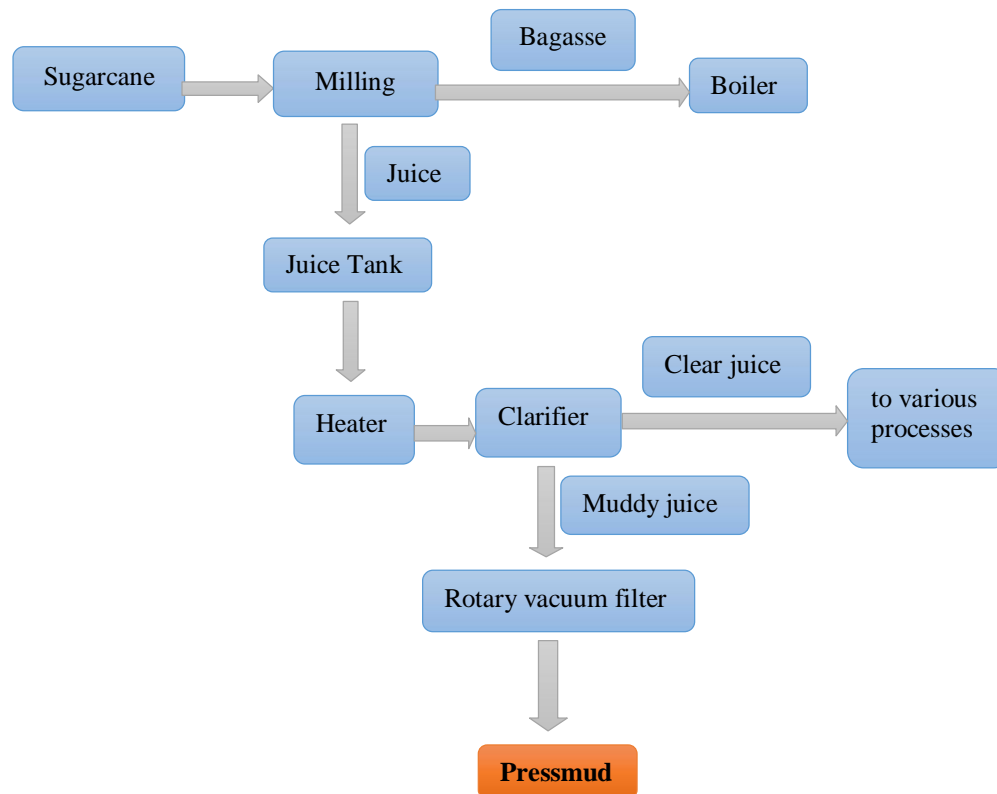 Bagasse
Sugarcane
Milling
Boiler
Juice
Juice Tank
Clear juice
to various
processes
Heater
Clarifier
Muddy juice
Rotary vacuum filter
Pressmud